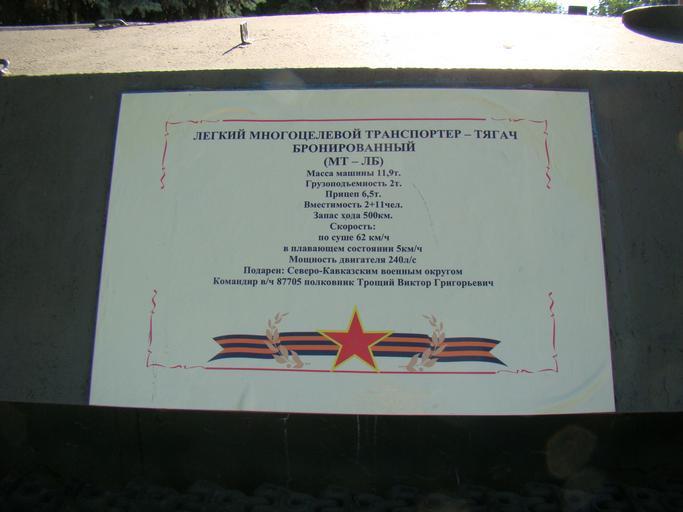 ЛЕГКИЙ МНОГОЦЕЛЕВОЙ ТРАНСПОРТЕР – ТЯГАЧ
БРОНИРОВАННЫЙ
(МТ – ЛБ)
Масса машины 11,9т.
Грузоподъемность 2т.
Прицеп 6,5т.
Вместимость 2+11чел.
Запас хода 500км.
Скорость:
по суше 62 км/ч
в плавающем состоянии 5км/ч
Мощность двигателя 240л/с
Подарен: Северо-Кавказским военным округом
Командир в/ч 87705 полковник Троций Виктор Григорьевич